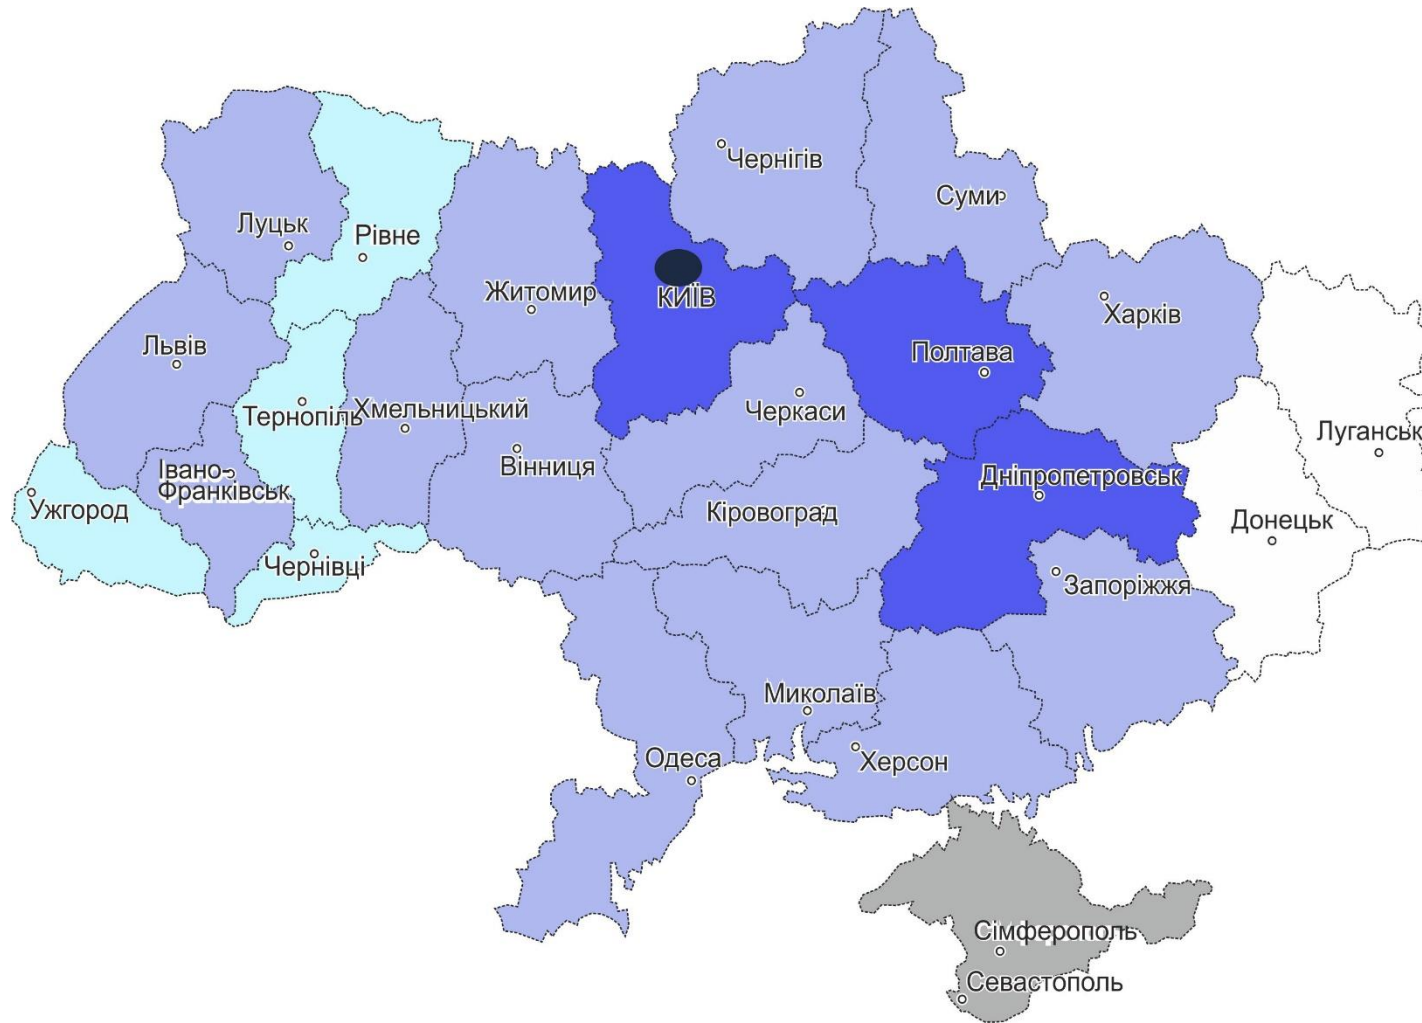 Чернігів
Суми
Луцьк
Рівне
Житомир
КИЇВ
Харків
Львів
Полтава
Тернопіль
Хмельницький
Черкаси
Луганськ
Івано-
Франківськ
Вінниця
Дніпропетровськ
Ужгород
Кіровоград
Донецьк
Чернівці
Запоріжжя
Миколаїв
Одеса
Херсон
Сімферополь
Севастополь